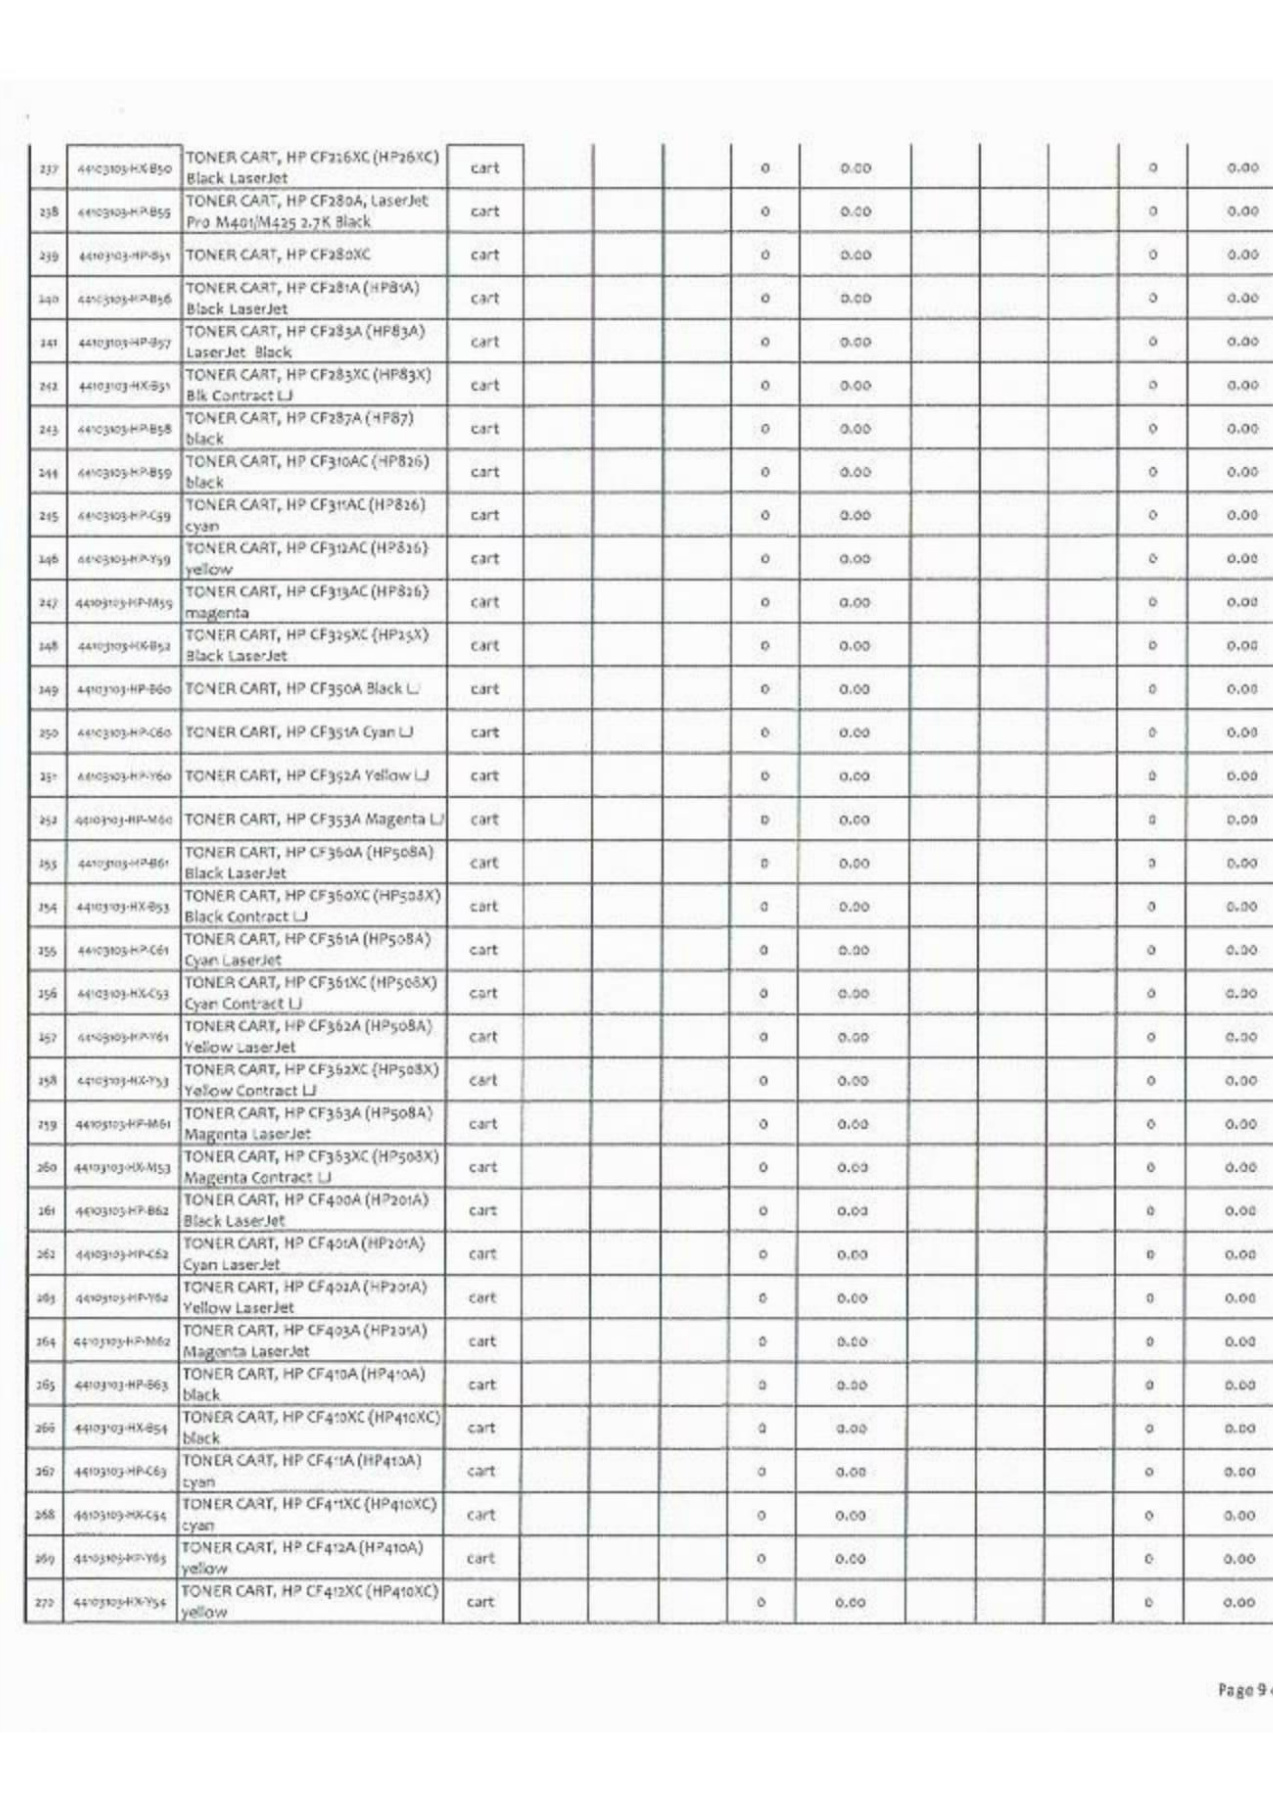 237 44103103-HX-B50 TONER CART, HP CF226XC (HP26XC) cart 0 0.00 0 0.00
Black LaserJet
238 44103103-HP-B55 TONER CART, HP CF280A, LaserJet cart 0 0.00 0 0.00
Pro M401/M425 2.7K Black
239 44103103-HP-B51 TONER CART, HP CF280XC cart 0 0.00 0 0.00
240 44103103-HP-B56 TONER CART, HP CF281A (HP81A) cart 0 0.00 0 0.00
Black LaserJet
241 44103103-HP-B57 TONER CART, HP CF283A (HP83A) cart 0 0.00 0 0.00
LaserJet Black
242 44103103-HX-B51 TONER CART, HP CF283XC (HP83X) cart 0 0.00 0 0.00
Blk Contract LJ
243 44103103-HP-B58 TONER CART, HP CF287A (HP87) cart 0 0.00 0 0.00
black
244 44103103-HP-B59 TONER CART, HP CF310AC (HP826) cart 0 0.00 0 0.00
black
245 44103103-HP-C59 TONER CART, HP CF311AC (HP826) cart 0 0.00 0 0.00
cyan
246 44103103-HP-Y59 TONER CART, HP CF312AC (HP826) cart 0 0.00 0 0.00
yellow
247 44103103-HP-M59 TONER CART, HP CF313AC (HP826) cart 0 0.00 0 0.00
magenta
248 44103103-HX-B52 TONER CART, HP CF325XC (HP25X) cart 0 0.00 0 0.00
Black LaserJet
249 44103103-HP-B60 TONER CART, HP CF350A Black LJ cart 0 0.00 0 0.00
250 44103103-HP-C60 TONER CART, HP CF351A Cyan LJ cart 0 0.00 0 0.00
251 44103103-HP-Y60 TONER CART, HP CF352A Yellow LJ cart 0 0.00 0 0.00
252 44103103-HP-M60 TONER CART, HP CF353A Magenta LJ cart 0 0.00 0 0.00
253 44103103-HP-B61 TONER CART, HP CF360A (HP508A) cart 0 0.00 0 0.00
Black LaserJet
254 44103103-HX-B53 TONER CART, HP CF360XC (HP508X) cart 0 0.00 0 0.00
Black Contract LJ
255 44103103-HP-C61 TONER CART, HP CF361A (HP508A) cart 0 0.00 0 0.00
Cyan LaserJet
256 44103103-HX-C53 TONER CART, HP CF361XC (HP508X) cart 0 0.00 0 0.00
Cyan Contract LJ
257 44103103-HP-Y61 TONER CART, HP CF362A (HP508A) cart 0 0.00 0 0.00
Yellow LaserJet
258 44103103-HX-Y53 TONER CART, HP CF362XC (HP508X) cart 0 0.00 0 0.00
Yellow Contract LJ
259 44103103-HP-M61 TONER CART, HP CF363A (HP508A) cart 0 0.00 0 0.00
Magenta LaserJet
260 44103103-HX-M53 TONER CART, HP CF363XC (HP508X) cart 0 0.00 0 0.00
Magenta Contract LJ
261 44103103-HP-B62 TONER CART, HP CF400A (HP201A) cart 0 0.00 0 0.00
Black LaserJet
262 44103103-HP-C62 TONER CART, HP CF401A (HP201A) cart 0 0.00 0 0.00
Cyan LaserJet
263 44103103-HP-Y62 TONER CART, HP CF402A (HP201A) cart 0 0.00 0 0.00
Yellow LaserJet
264 44103103-HP-M62 TONER CART, HP CF403A (HP201A) cart 0 0.00 0 0.00
Magenta LaserJet
265 44103103-HP-B63 TONER CART, HP CF410A (HP410A) cart 0 0.00 0 0.00
black
266 44103103-HX-B54 TONER CART, HP CF410XC (HP410XC) cart 0 0.00 0 0.00
black
267 44103103-HP-C63 TONER CART, HP CF411A (HP410A) cart 0 0.00 0 0.00
cyan
268 44103103-HX-C54 TONER CART, HP CF411XC (HP410XC) cart 0 0.00 0 0.00
cyan
269 44103103-HP-Y63 TONER CART, HP CF412A (HP410A) cart 0 0.00 0 0.00
yellow
270 44103103-HX-Y54 TONER CART, HP CF412XC (HP410XC) cart 0 0.00 0 0.00
yellow
Page 9